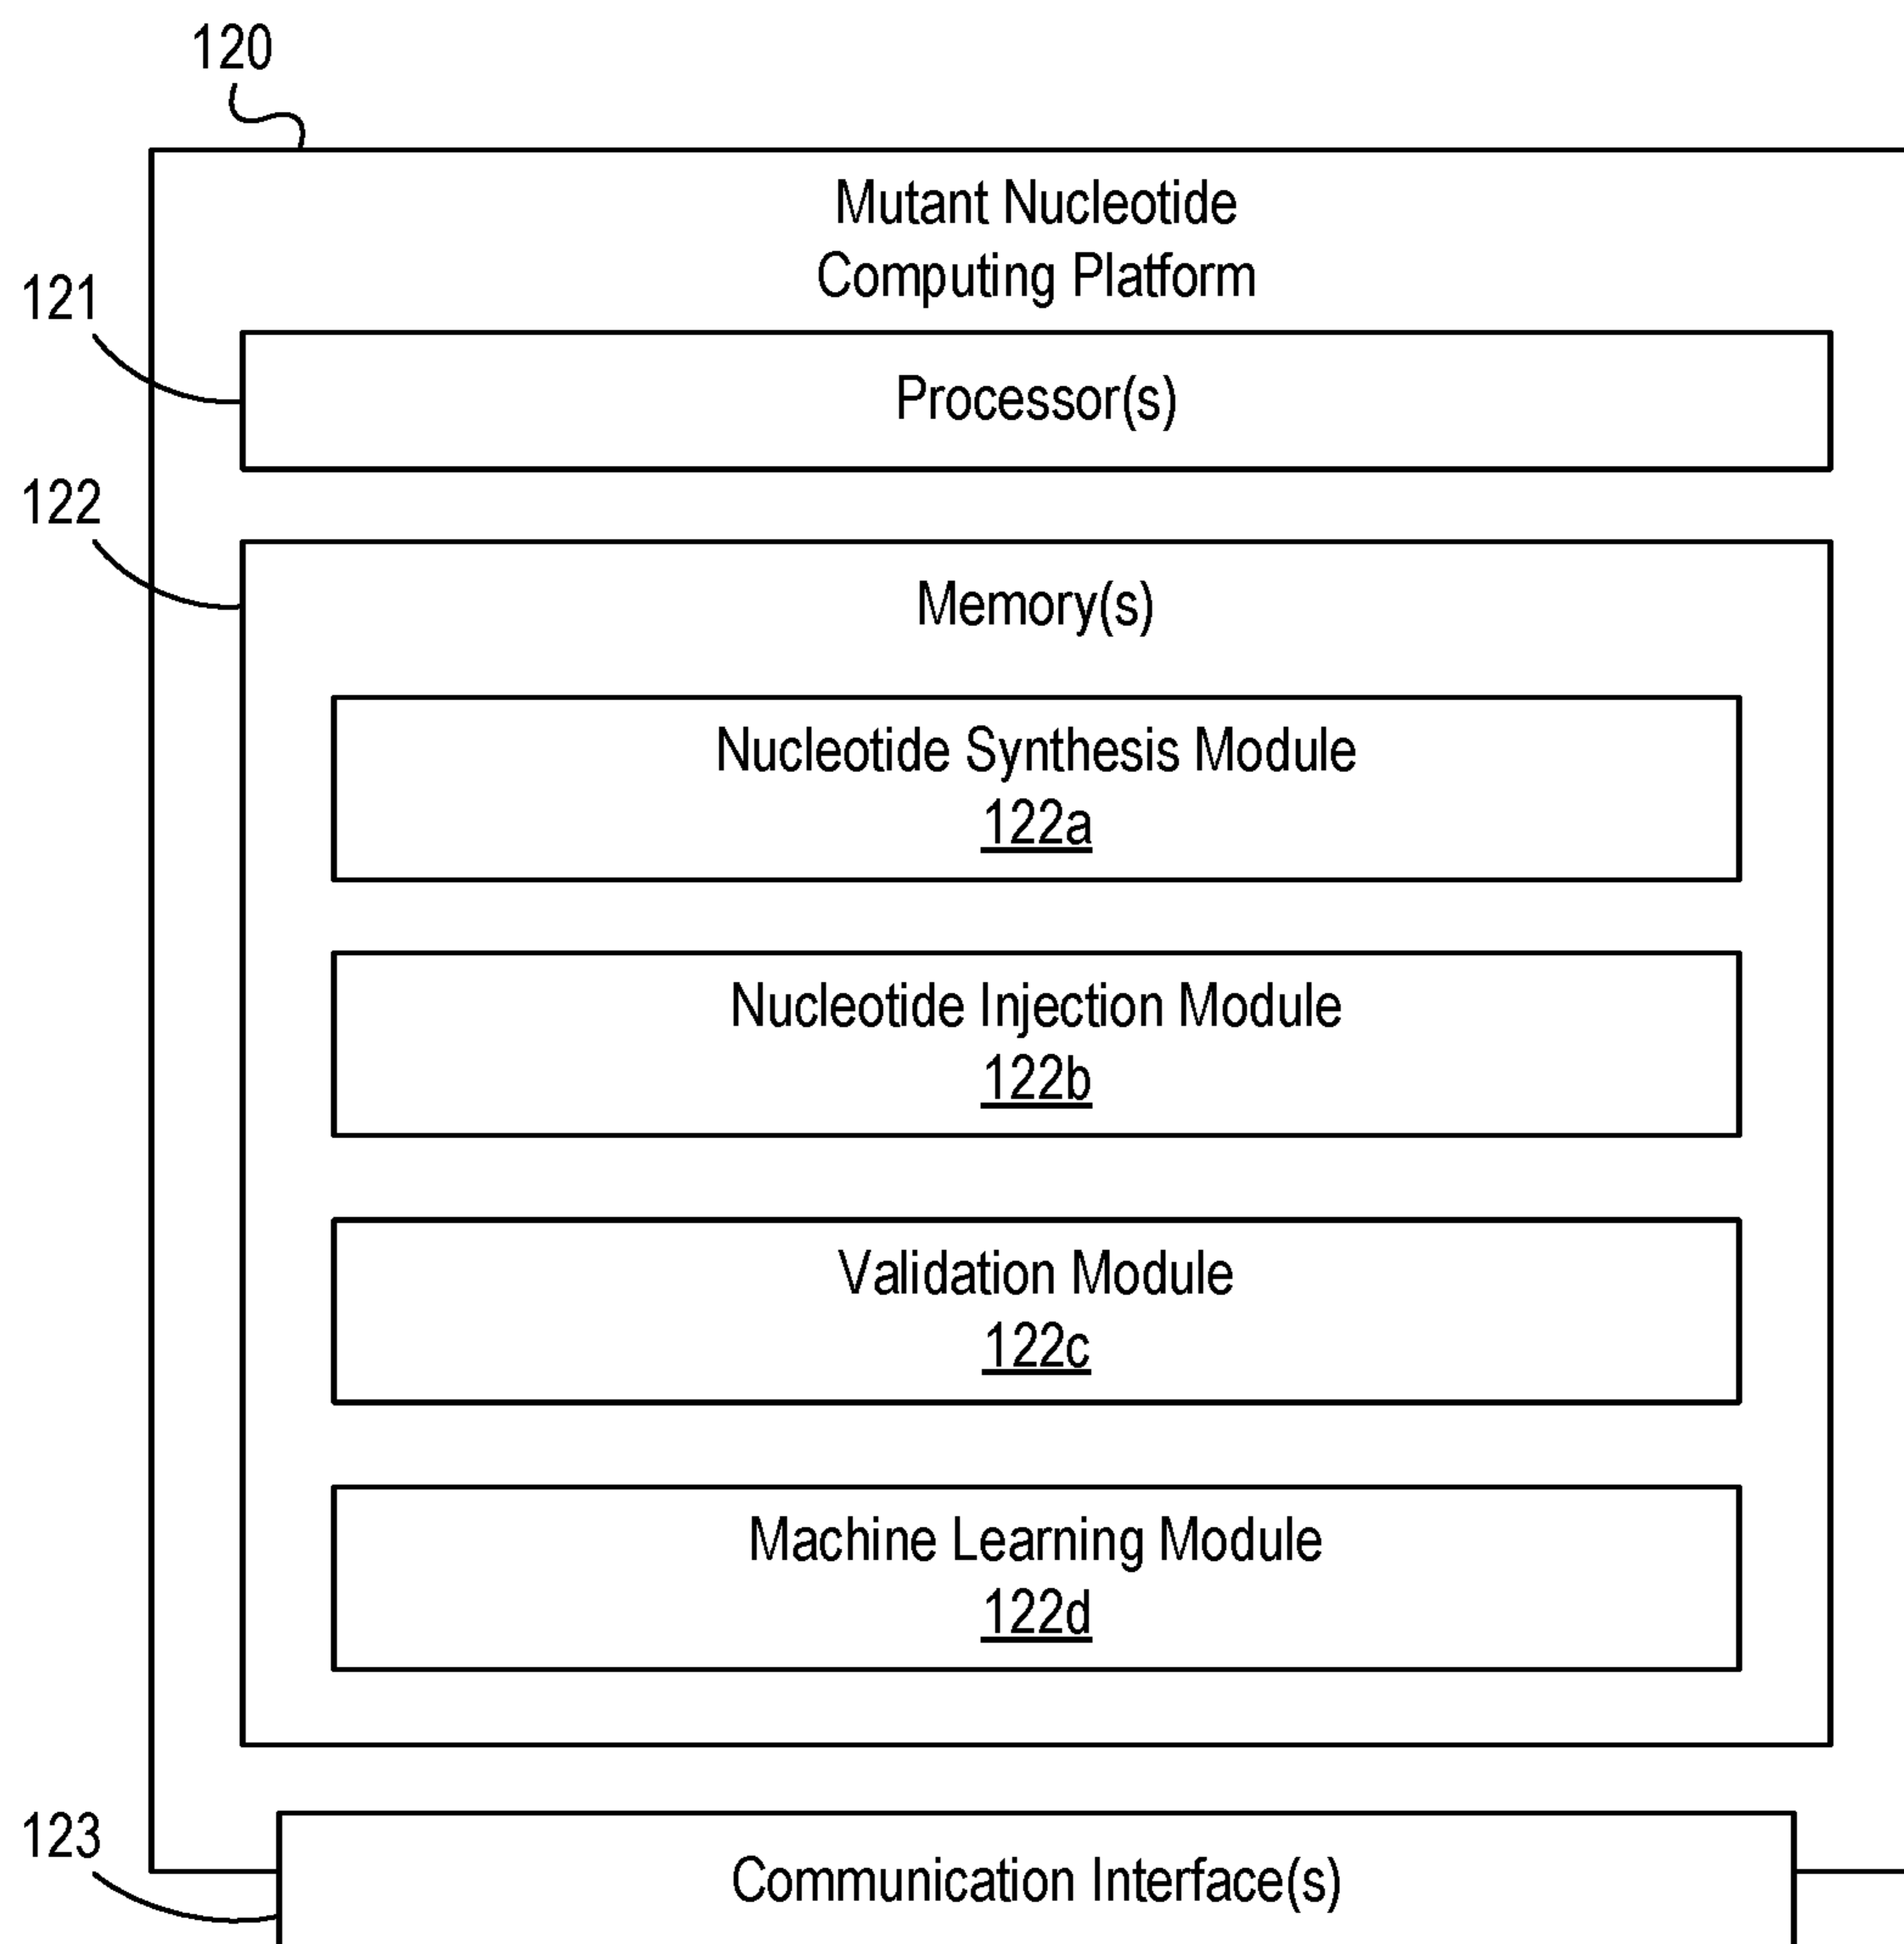 120
Mutant Nucleotide
Computing Platform
121
Processor(s)
122
Memory(s)
Nucleotide Synthesis Module
122a
Nucleotide Injection Module
122b
Validation Module
122c
Machine Learning Module
122d
123
Communication Interface(s)